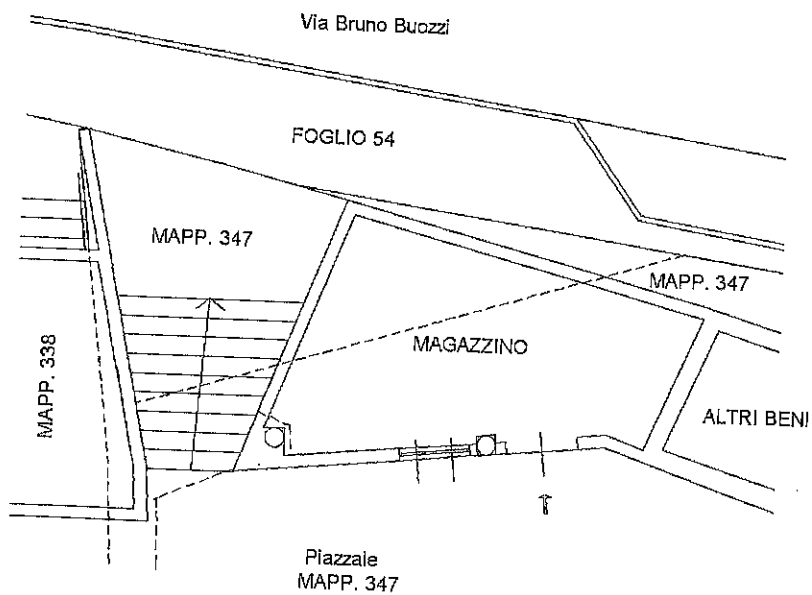 Via Bruno Buozzi
FOGLIO 54
MAPP. 347
MAPP. 347
MAGAZZINO
MAPP. 338
ALTRI BENI
Piazzale
MAPP. 347